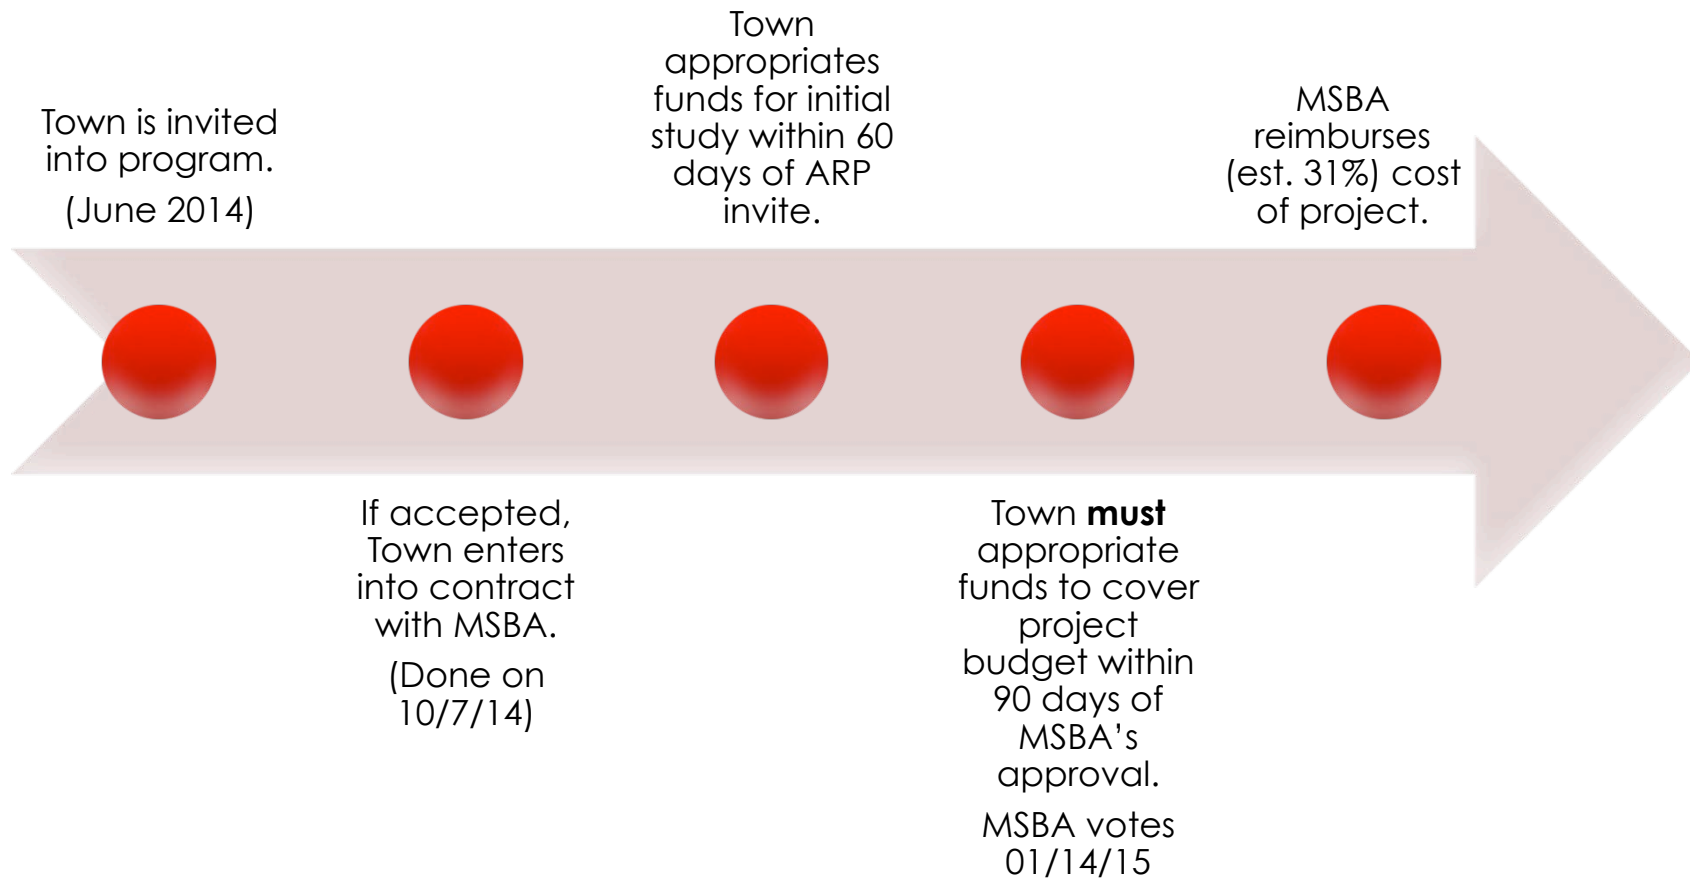 Town is invited
into program.
(June 2014)
If accepted,
Town enters
into contract
with MSBA.
(Done on
10/7/14)
Town
appropriates
funds for initial
study within 60
days of ARP
invite.
Town must
appropriate
funds to cover
project
budget within
90 days of
MSBA’s
approval.
MSBA votes
01/14/15
MSBA
reimburses
(est. 31%) cost
of project.